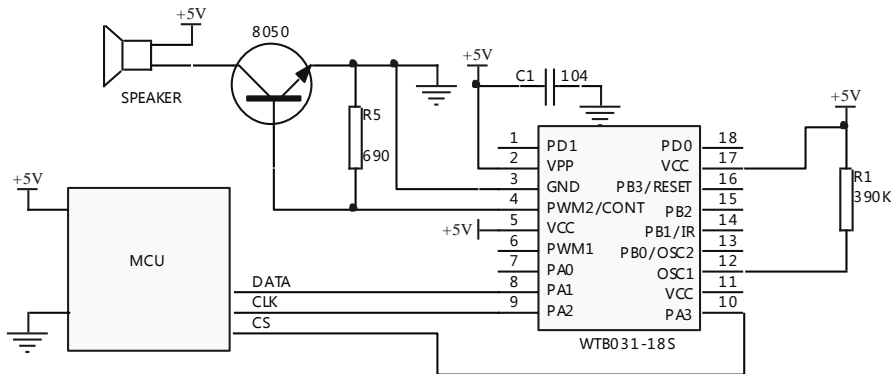 +5V
8050
SPEAKER
R5
690
+5V
C1
104
+5V
R1
390K
1
2
3
4
5
6
7
8
9
PD1
VPP
GND
PWM2/CONT
VCC
PWM1
PA0
PA1
PA2
PD0
VCC
PB3/RESET
PB2
PB1/IR
PB0/OSC2
OSC1
VCC
PA3
18
17
16
15
14
13
12
11
10
WTB031-18S
+5V
+5V
MCU
DATA
CLK
CS